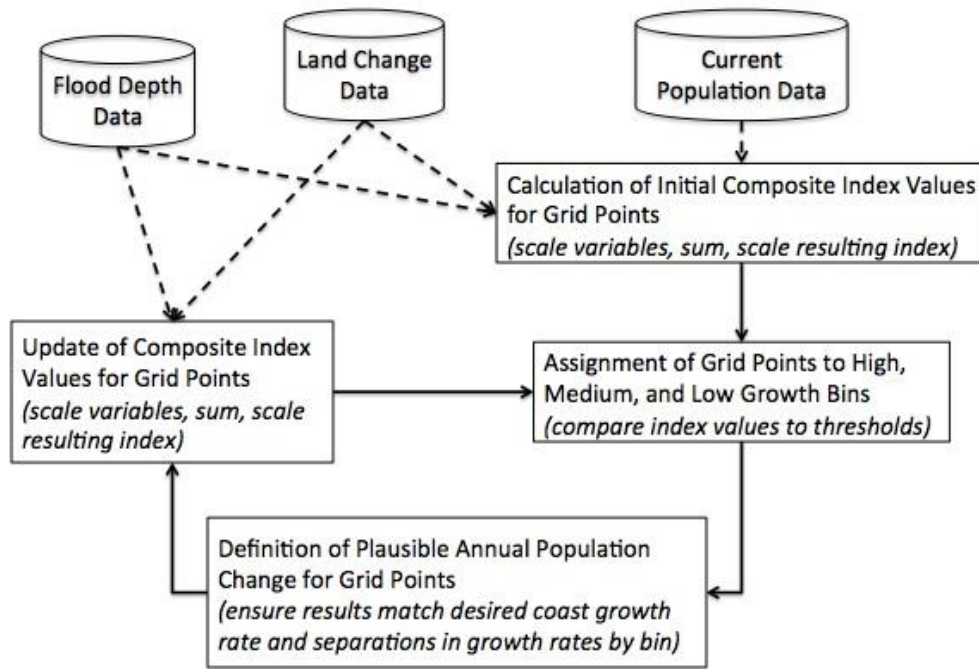 Flood Depth
Data
Land Change
Data
Current
Population Data
Calculation of Initial Composite Index Values
for Grid Points
(scale variables, sum, scale resulting index)
Update of Composite Index
Values for Grid Points
(scale variables, sum, scale
resulting index)
Assignment of Grid Points to High,
Medium, and Low Growth Bins
(compare index values to thresholds)
Definition of Plausible Annual Population
Change for Grid Points
(ensure results match desired coast growth
rate and separations in growth rates by bin)